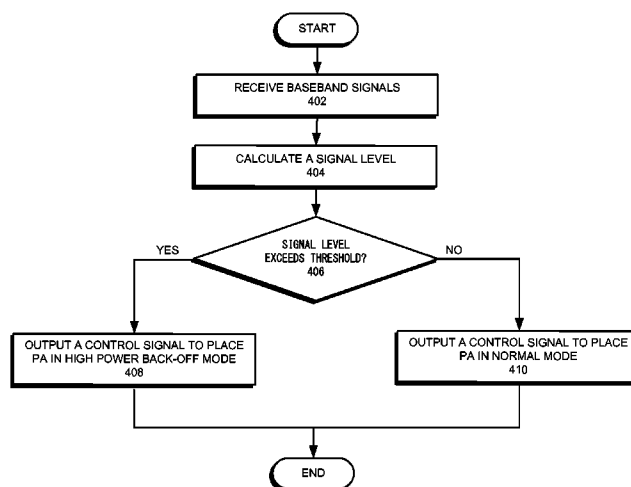 START
RECEIVE BASEBAND SIGNALS
402
CALCULATE A SIGNAL LEVEL
404
SIGNAL LEVEL
EXCEEDS THRESHOLD?
406
YES
NO
OUTPUT A CONTROL SIGNAL TO PLACE
PA IN HIGH POWER BACK-OFF MODE
408
OUTPUT A CONTROL SIGNAL TO PLACE
PA IN NORMAL MODE
410
END